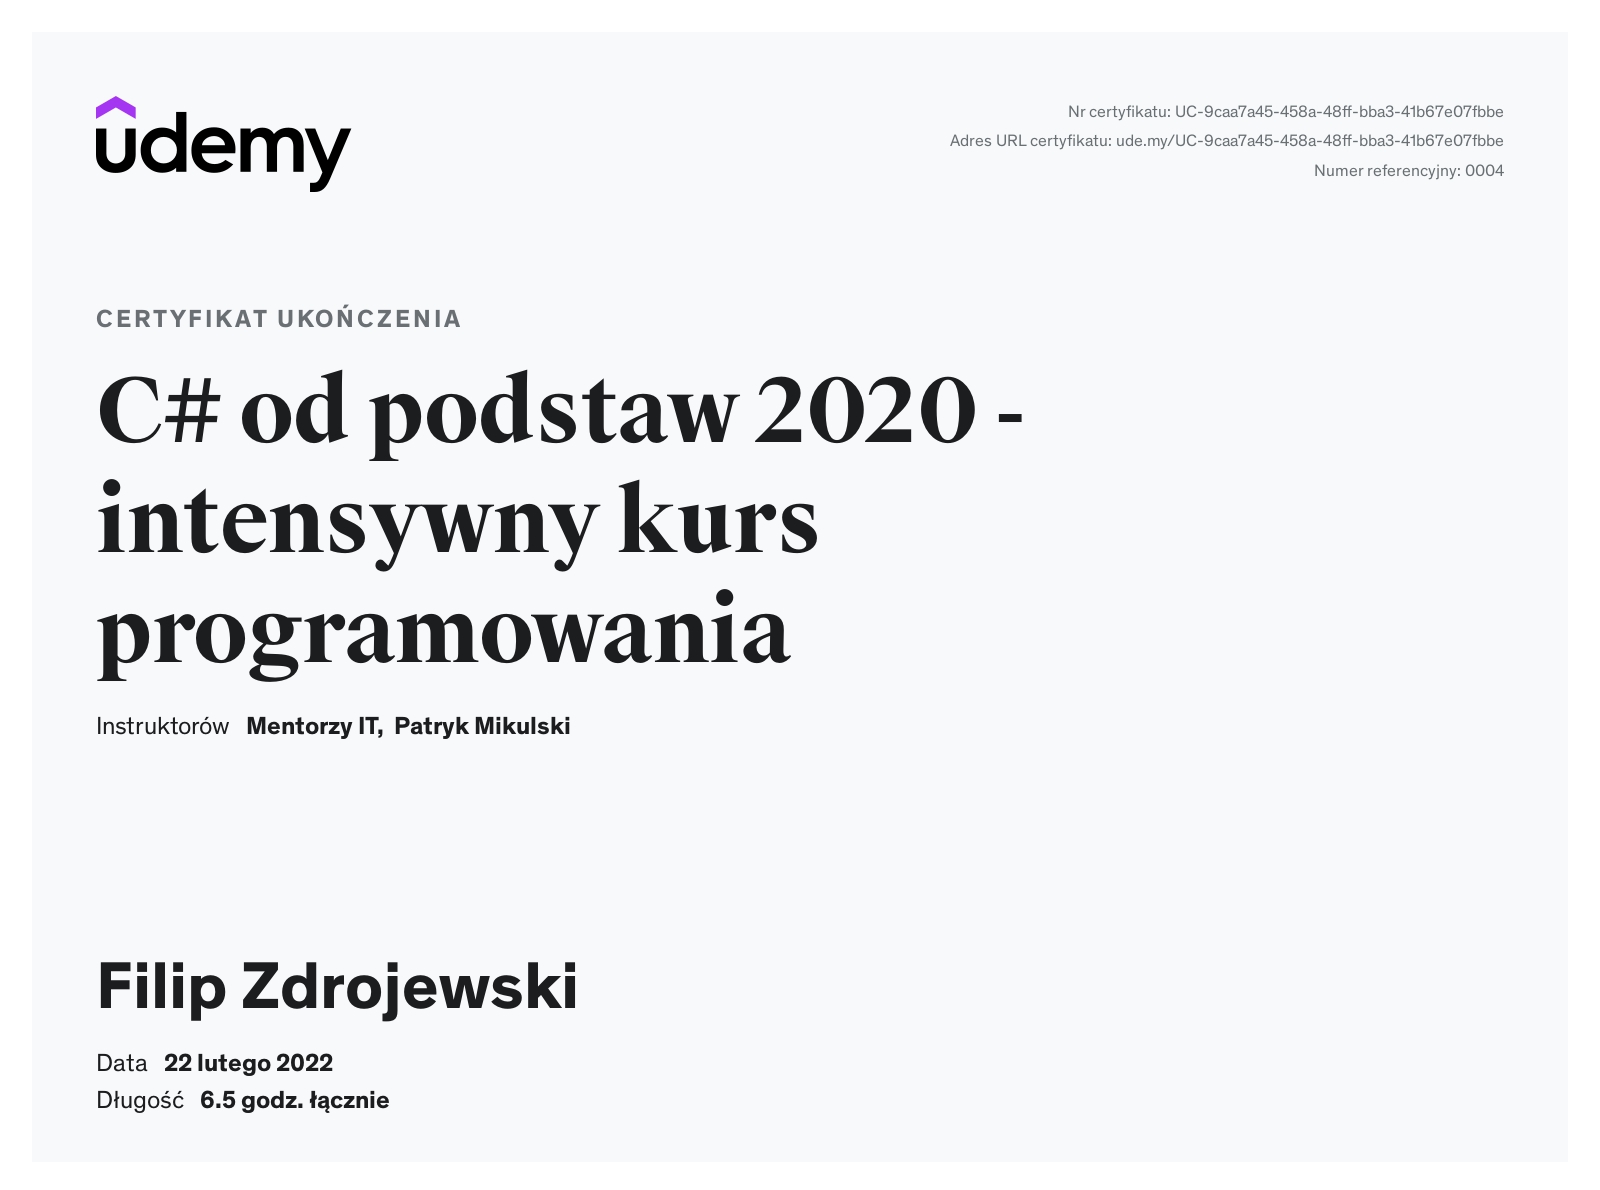 udemy
Nr certyfikatu: UC-9caa7a45-458a-48ff-bba3-41b67e07fbbe
Adres URL certyfikatu: ude.my/UC-9caa7a45-458a-48ff-bba3-41b67e07fbbe
Numer referencyjny: 0004
CERTYFIKAT UKOŃCZENIA
C# od podstaw 2020 -
intensywny kurs
programowania
Instruktorów Mentorzy IT, Patryk Mikulski
Filip Zdrojewski
Data 22 lutego 2022
Długość 6.5 godz. łącznie